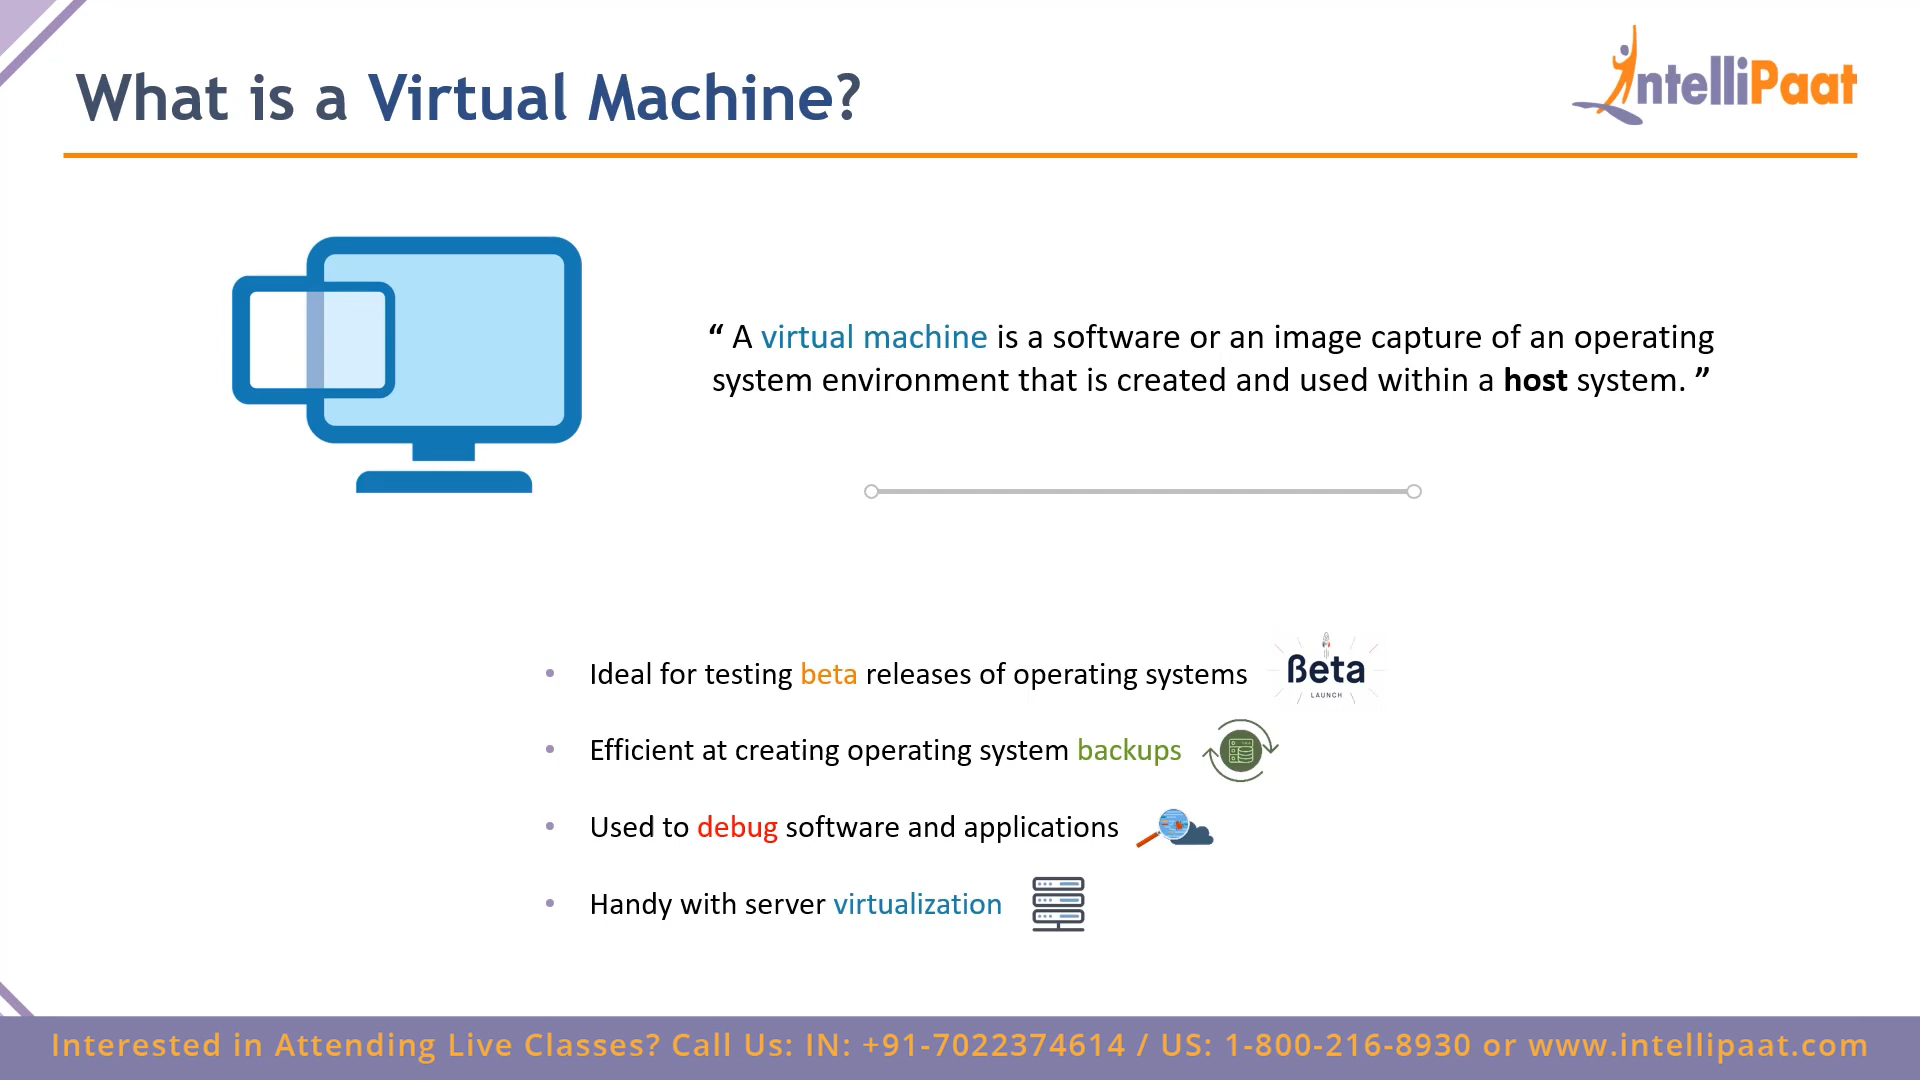 What is a Virtual Machine?
IntelliPaat
“ A virtual machine is a software or an image capture of an operating
system environment that is created and used within a host system. ”
• Ideal for testing beta releases of operating systems
Beta
LAUNCH
• Efficient at creating operating system backups
• Used to debug software and applications
• Handy with server virtualization
Interested in Attending Live Classes? Call Us: IN: +91-7022374614 / US: 1-800-216-8930 or www.intellipaat.com